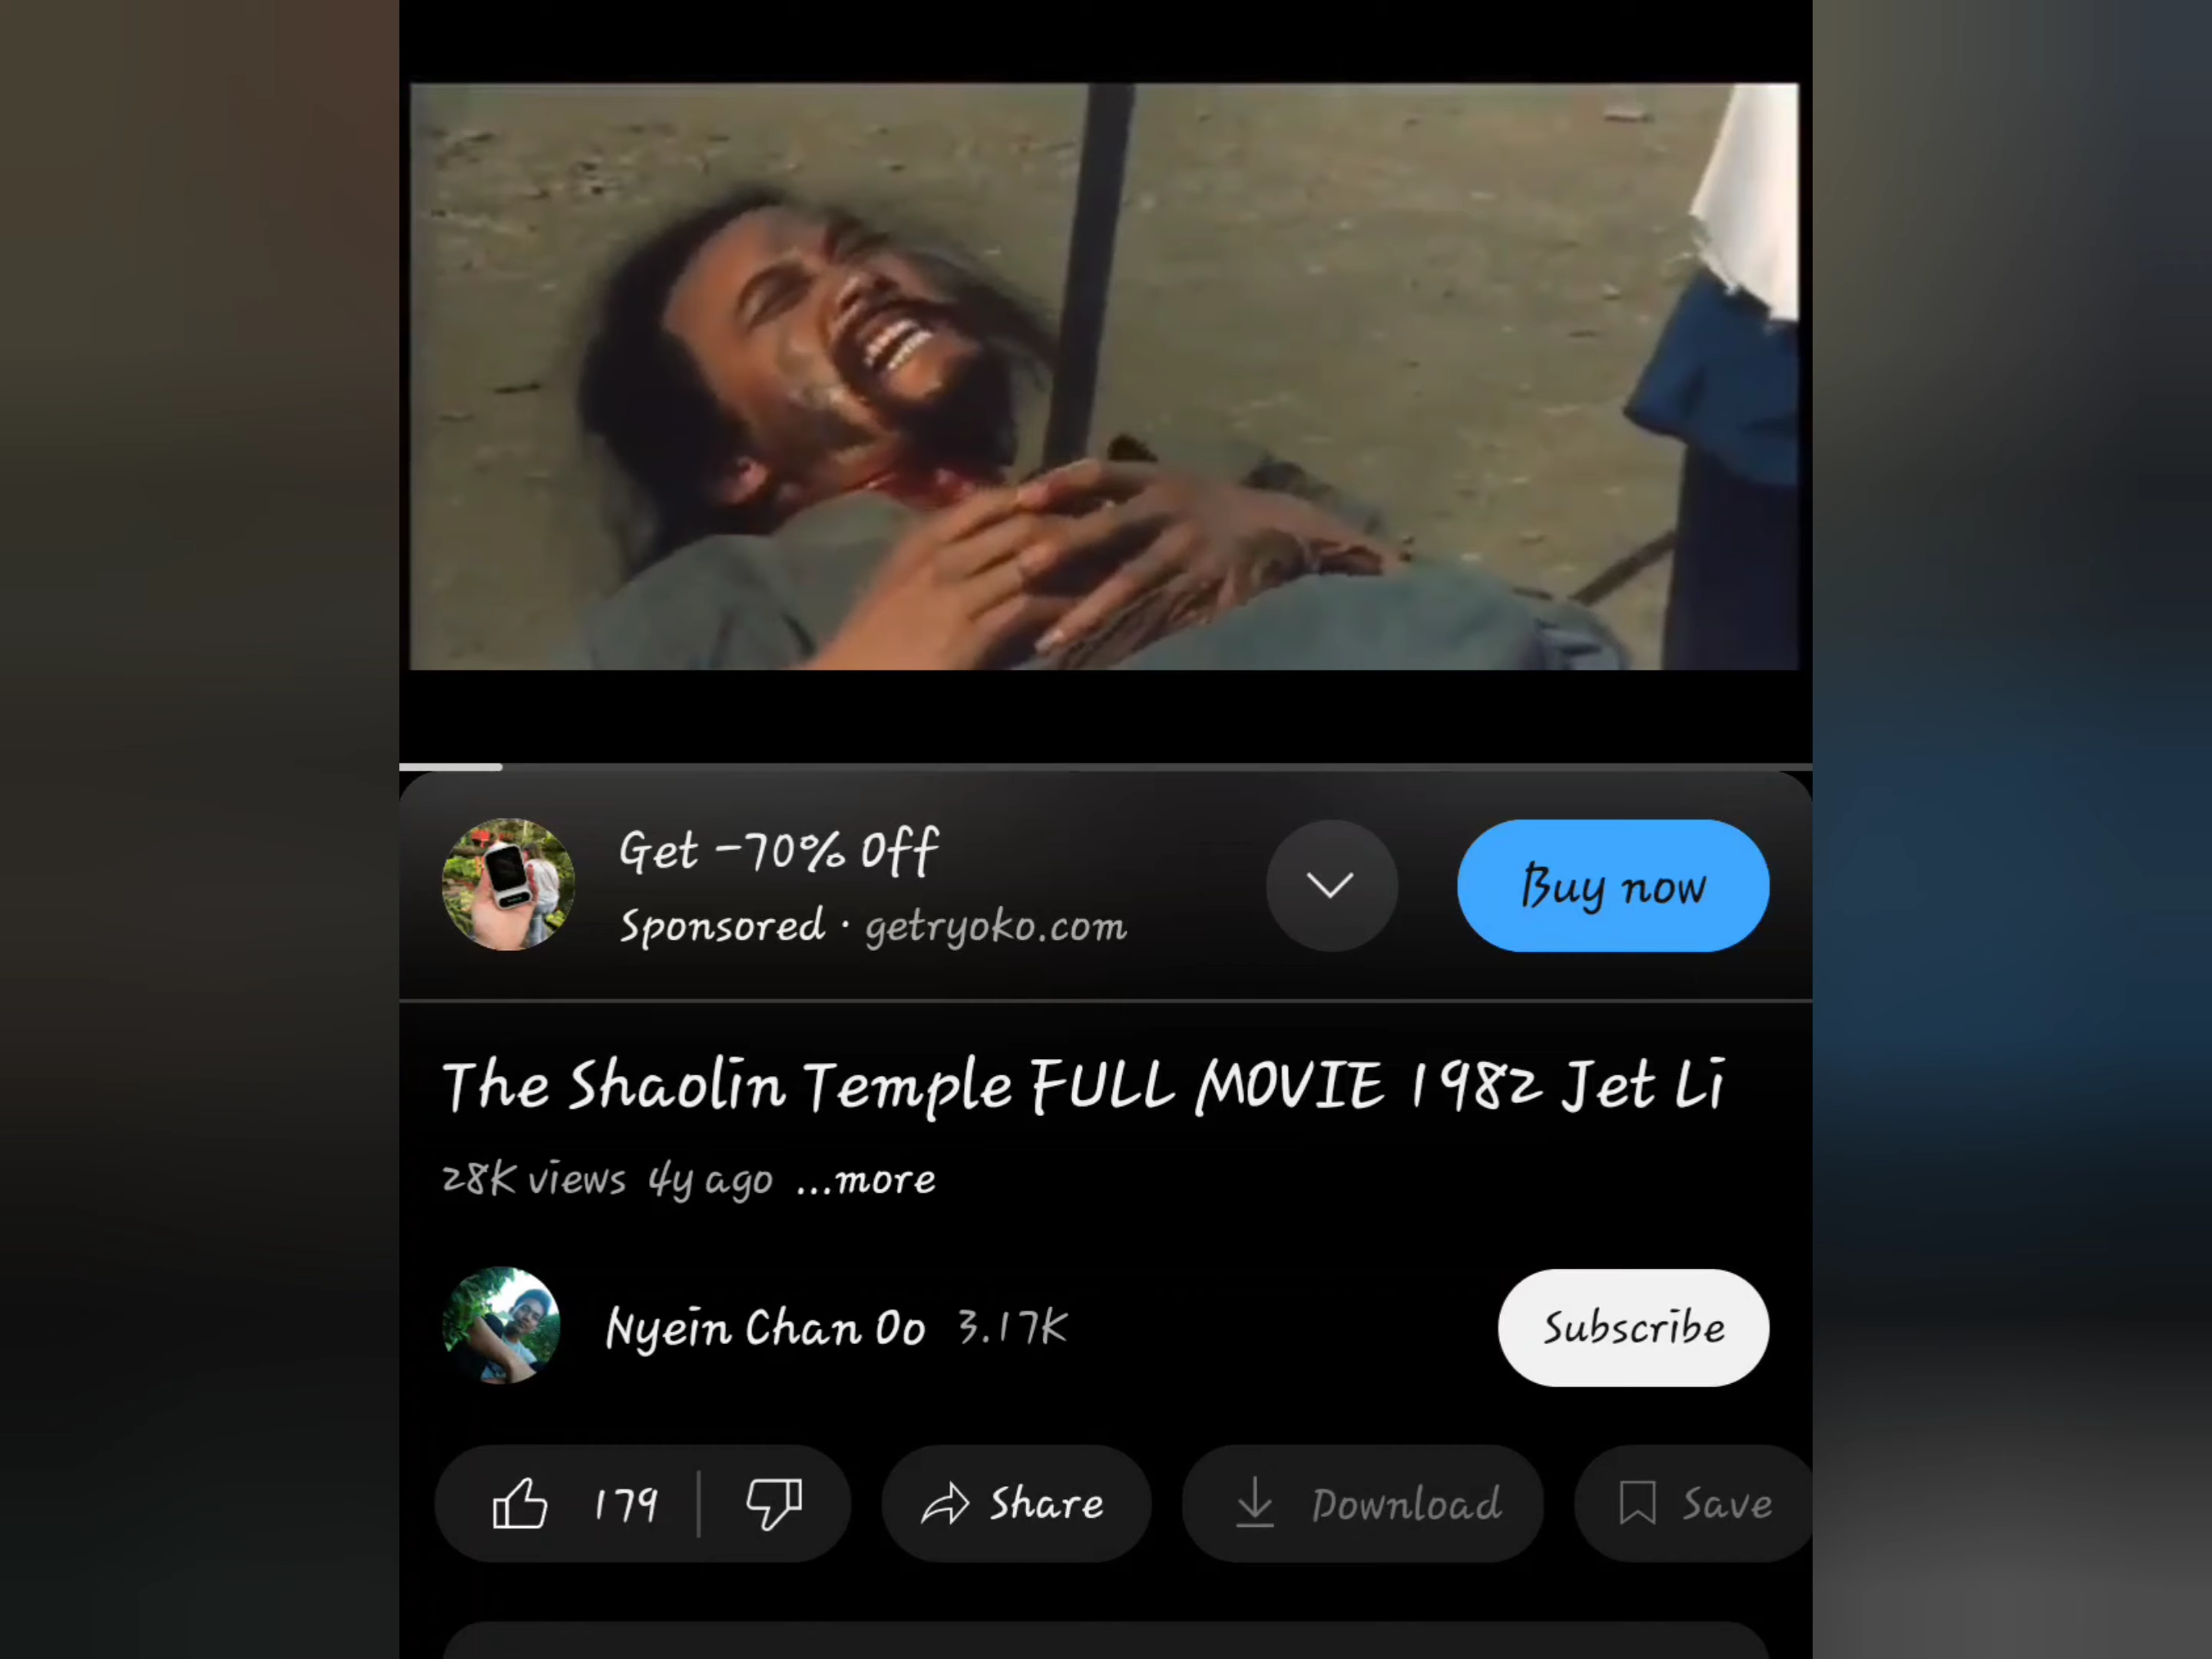 Get -70% Off
Buy now
Sponsored · getryoko.com
The Shaolin Temple FULL MOVIE 1982 Jet Li
28K views 4y ago ...more
Nyein Chan Oo 3.17K
Subscribe
179
Share
Download
Save